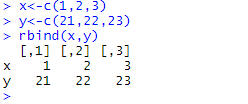 > x<-c(1,2,3)
> y<-c(21,22,23)
> rbind(x,y)
  [,1] [,2] [,3]
x    1    2    3
y   21   22   23
>